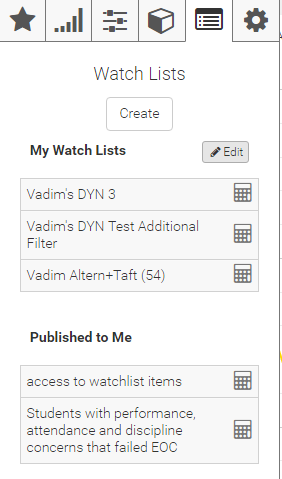 Watch Lists
Create
My Watch Lists
Edit
Vadim's DYN 3
Vadim's DYN Test Additional
Filter
Vadim Altern+Taft (54)
Published to Me
access to watchlist items
Students with performance,
attendance and discipline
concerns that failed EOC